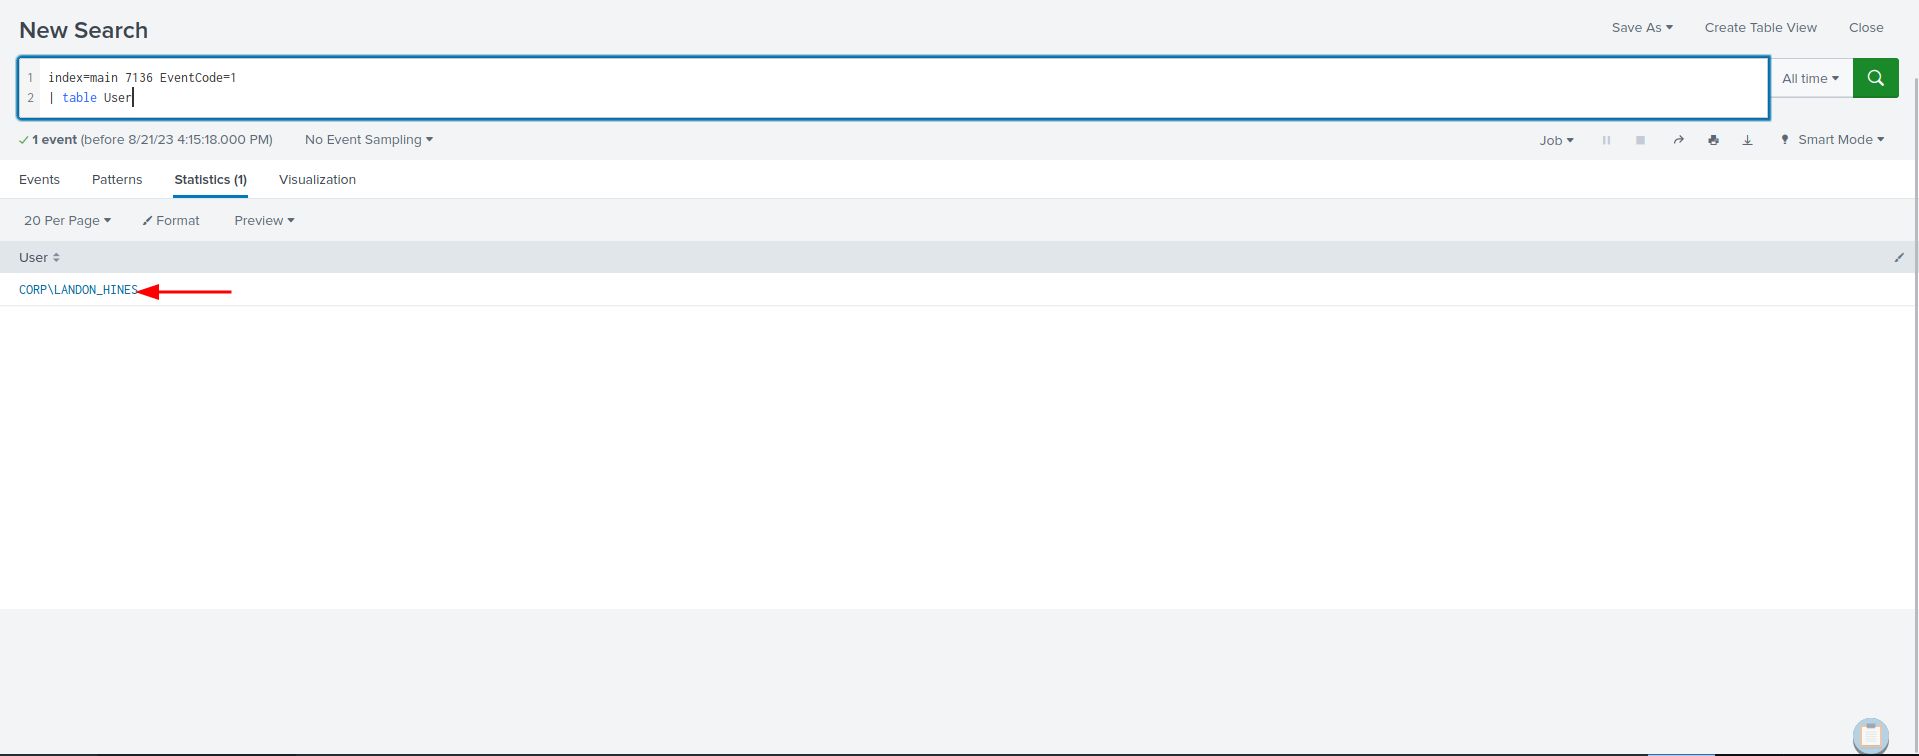 New Search
Save As
Create Table View
Close
1 index=main 7136 EventCode=1
2 | table User
All time
1 event (before 8/21/23 4:15:18.000 PM)
No Event Sampling
Job
Smart Mode
Events
Patterns
Statistics (1)
Visualization
20 Per Page
Format
Preview
User
CORP\LANDON_HINES